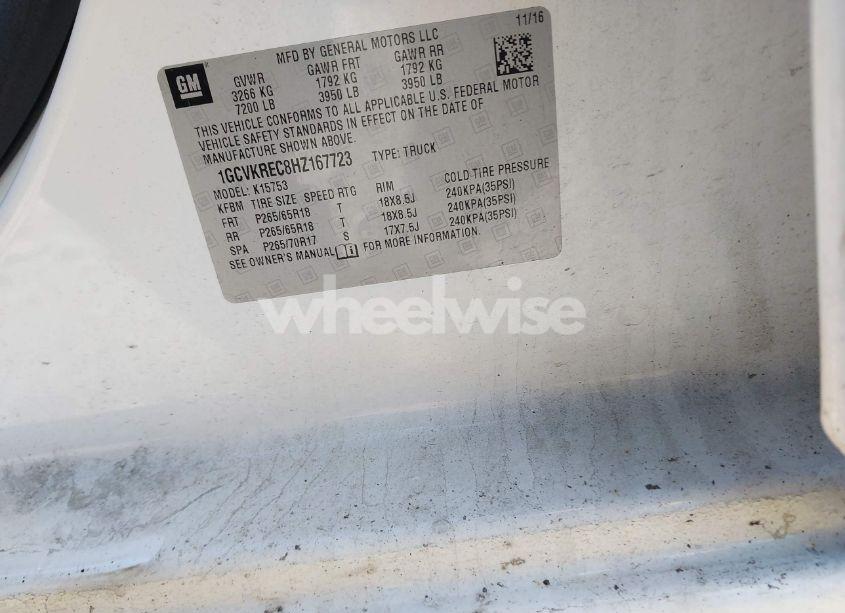 11/16
MFD BY GENERAL MOTORS LLC
GM
GVWR GAWR FRT GAWR RR
3266 KG 1792 KG 1792 KG
7200 LB 3950 LB 3950 LB
THIS VEHICLE CONFORMS TO ALL APPLICABLE U.S. FEDERAL MOTOR
VEHICLE SAFETY STANDARDS IN EFFECT ON THE DATE OF
MANUFACTURE SHOWN ABOVE.
1GCVKREC8HZ167723 TYPE: TRUCK
MODEL: K15753
KFBM TIRE SIZE SPEED RTG RIM COLD TIRE PRESSURE
FRT P265/65R18 T 18X8.5J 240KPA(35PSI)
RR P265/65R18 T 18X8.5J 240KPA(35PSI)
SPA P265/70R17 S 17X7.5J 240KPA(35PSI)
SEE OWNER'S MANUAL FOR MORE INFORMATION.
wheelwise